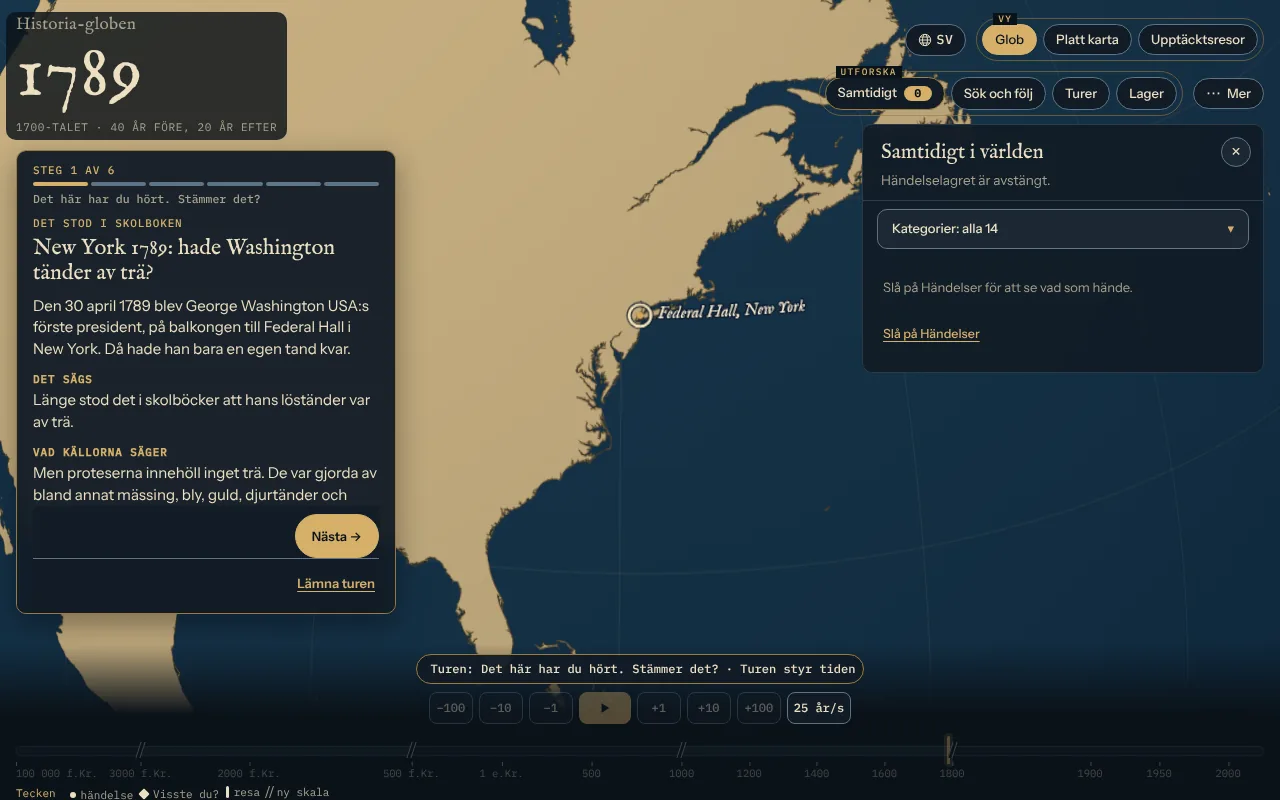 Historia-globen
1789
1700-TALET · 40 ÅR FÖRE, 20 ÅR EFTER
SV
VY
Glob
Platt karta
Upptäcktsresor
UTFORSKA
Samtidigt 0
Sök och följ
Turer
Lager
··· Mer
STEG 1 AV 6
Det här har du hört. Stämmer det?
DET STOD I SKOLBOKEN
New York 1789: hade Washington
tänder av trä?
Den 30 april 1789 blev George Washington USA:s
förste president, på balkongen till Federal Hall i
New York. Då hade han bara en egen tand kvar.
DET SÄGS
Länge stod det i skolböcker att hans löständer var
av trä.
VAD KÄLLORNA SÄGER
Men proteserna innehöll inget trä. De var gjorda av
bland annat mässing, bly, guld, djurtänder och
Nästa →
Lämna turen
Samtidigt i världen
×
Händelselagret är avstängt.
Kategorier: alla 14 ▾
Slå på Händelser för att se vad som hände.
Slå på Händelser
Federal Hall, New York
Turen: Det här har du hört. Stämmer det? · Turen styr tiden
−100 −10 −1 ▶ +1 +10 +100 25 år/s
100 000 f.Kr. 3000 f.Kr. 2000 f.Kr. 500 f.Kr. 1 e.Kr. 500 1000 1200 1400 1600 1800 1900 1950 2000
Tecken ● händelse ◆ Visste du? resa // ny skala